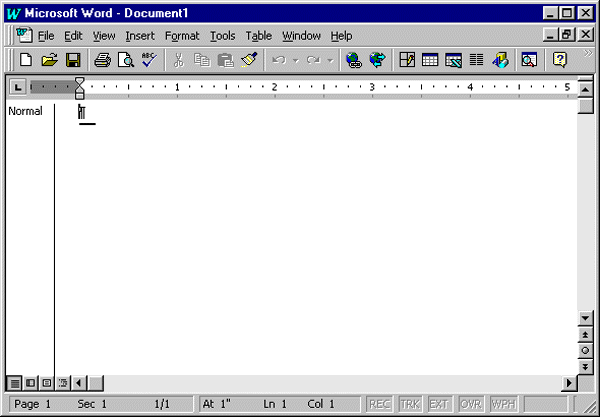 Microsoft Word - Document1
File Edit View Insert Format Tools Table Window Help
ABC
L 1 2 3 4 5
Normal ¶
Page 1 Sec 1 1/1 At 1" Ln 1 Col 1 REC TRK EXT OVR WPH